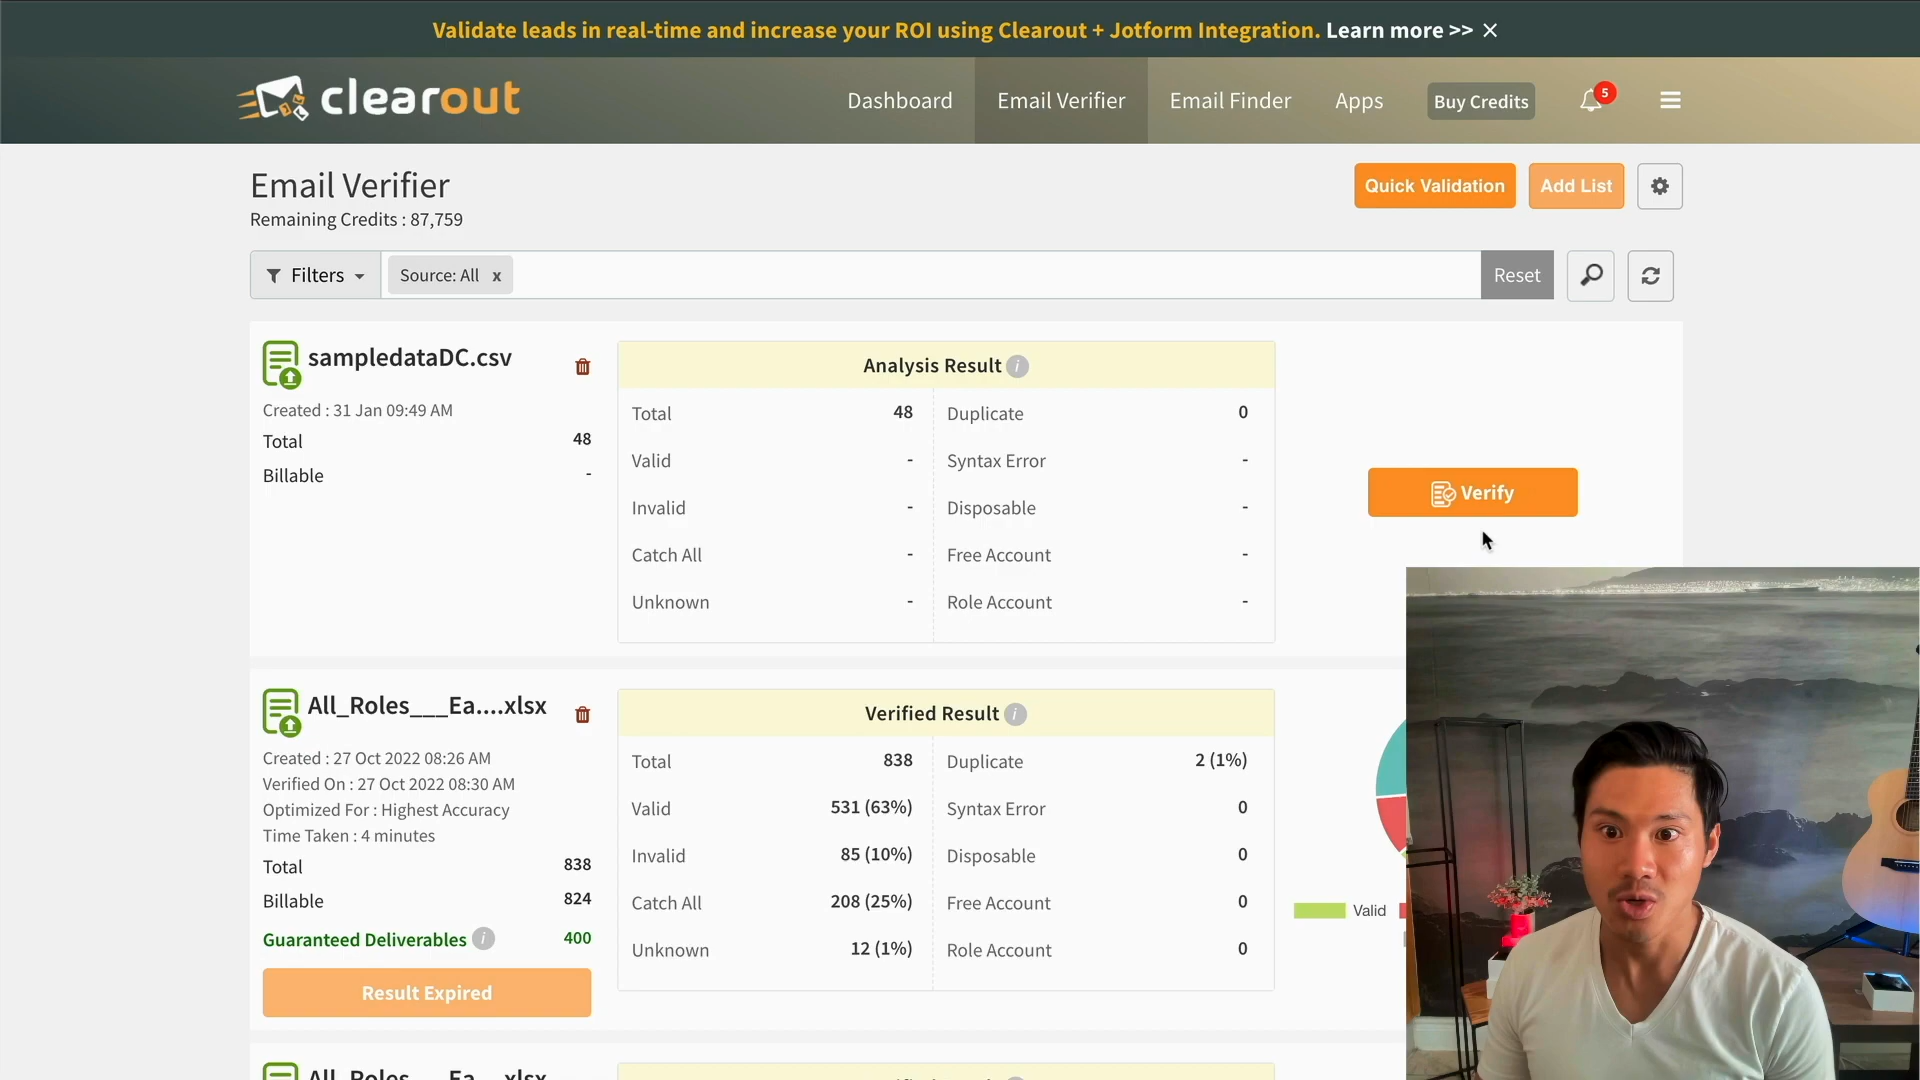 Validate leads in real-time and increase your ROI using Clearout + Jotform Integration. Learn more >> ×
clearout
Dashboard Email Verifier Email Finder Apps Buy Credits 5
Email Verifier
Remaining Credits : 87,759
Quick Validation Add List
Filters Source: All x Reset
sampledataDC.csv
Created : 31 Jan 09:49 AM
Total 48
Billable -
Analysis Result i
Total 48 Duplicate 0
Valid - Syntax Error -
Invalid - Disposable -
Catch All - Free Account -
Unknown - Role Account -
Verify
All_Roles___Ea....xlsx
Created : 27 Oct 2022 08:26 AM
Verified On : 27 Oct 2022 08:30 AM
Optimized For : Highest Accuracy
Time Taken : 4 minutes
Total 838
Billable 824
Guaranteed Deliverables i 400
Result Expired
Verified Result i
Total 838 Duplicate 2 (1%)
Valid 531 (63%) Syntax Error 0
Invalid 85 (10%) Disposable 0
Catch All 208 (25%) Free Account 0
Unknown 12 (1%) Role Account 0
Valid
All_Roles___Ea....xlsx